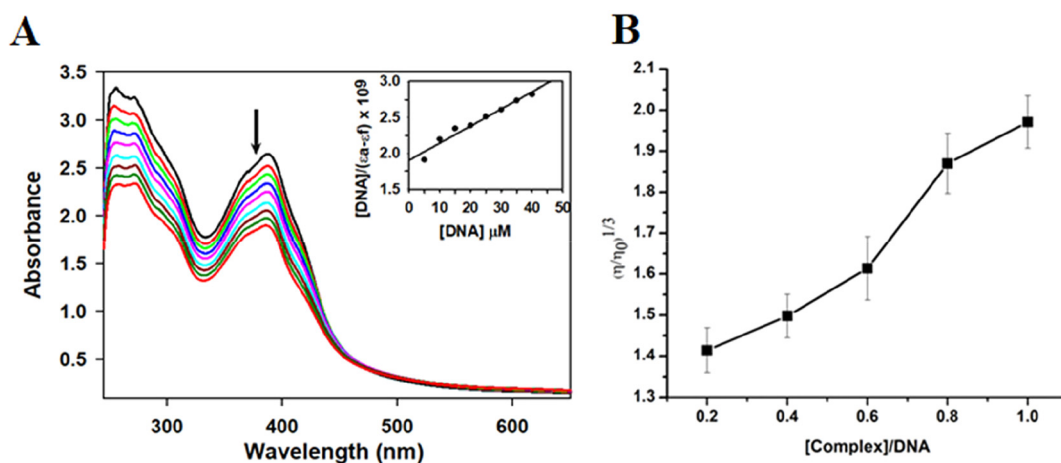 A
B
3.5
3.0
2.5
2.0
1.5
1.0
0.5
Absorbance
300 400 500 600
Wavelength (nm)
3.0
2.5
2.0
1.5
[DNA]/(εa-εf) x 109
0 10 20 30 40 50
[DNA] μM
2.1
2.0
1.9
1.8
1.7
1.6
1.5
1.4
1.3
(η/η0)1/3
0.2 0.4 0.6 0.8 1.0
[Complex]/DNA